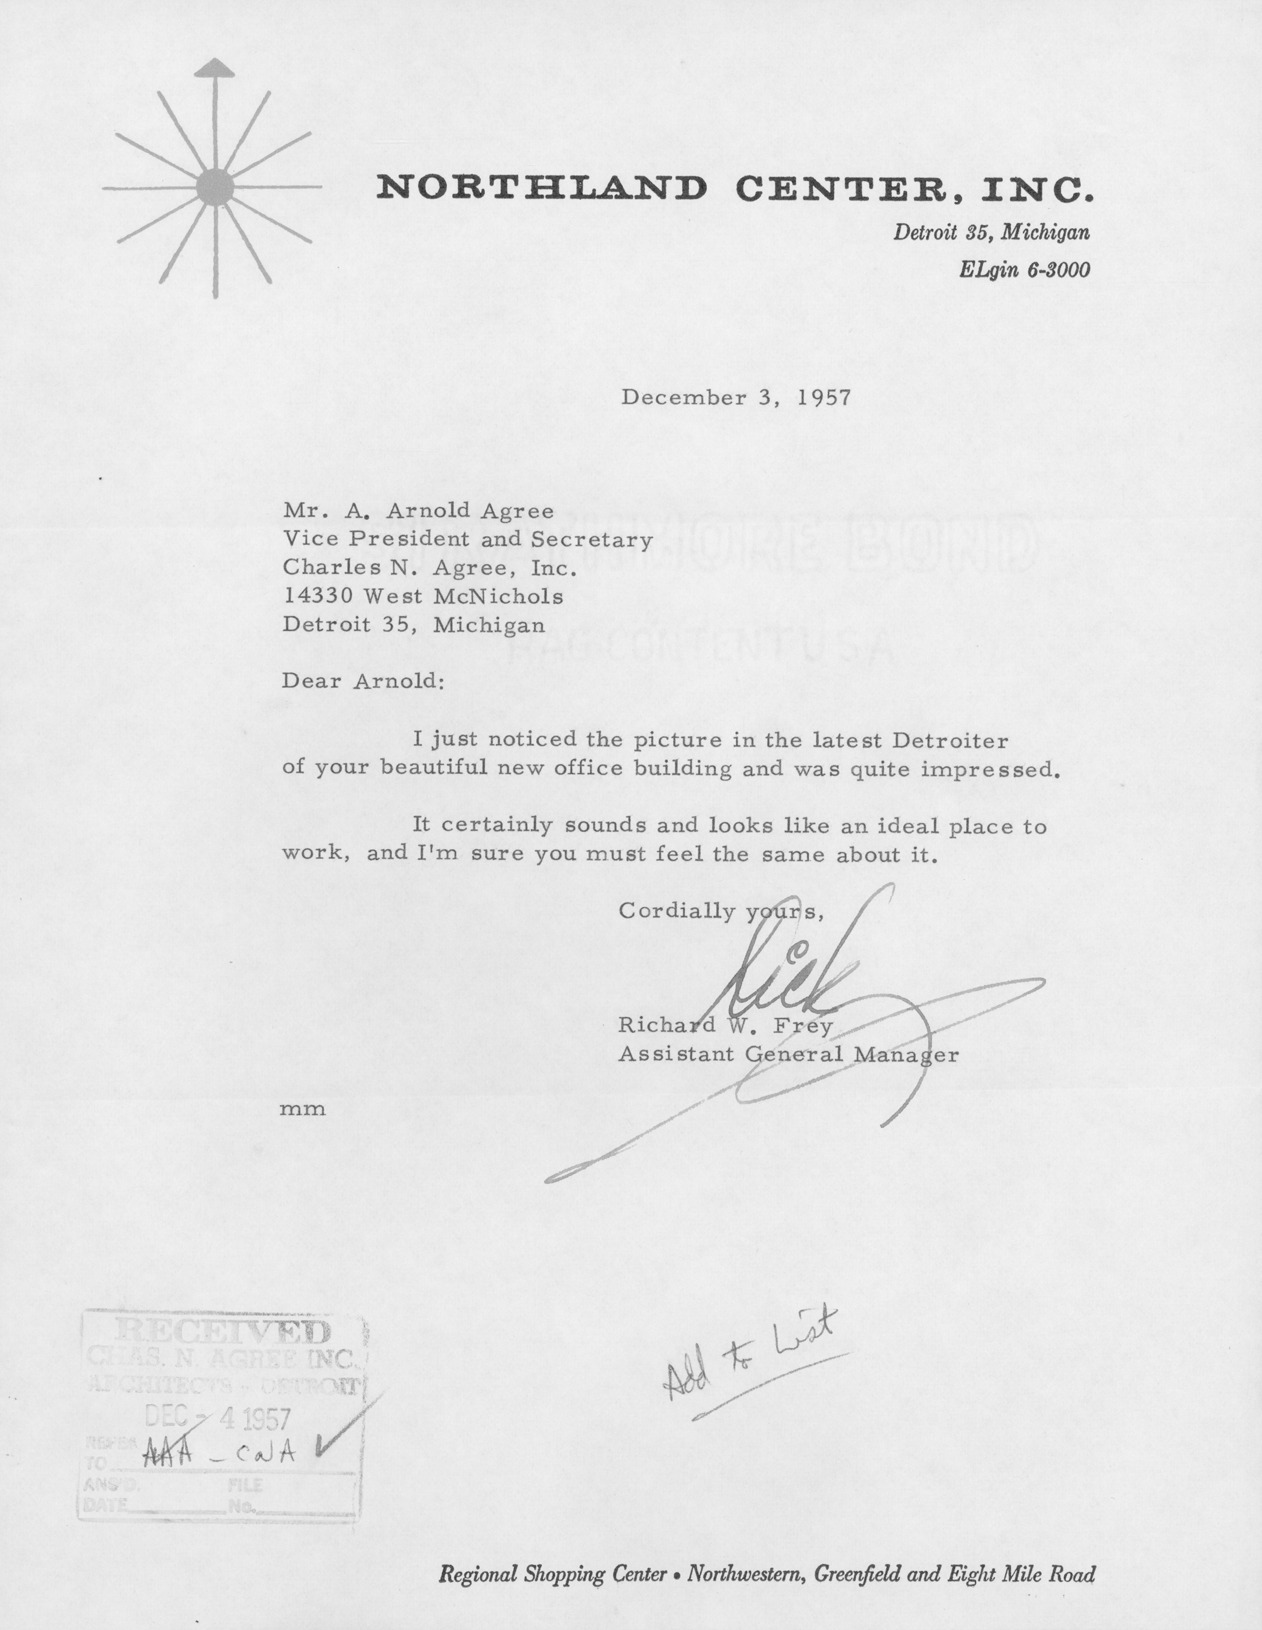 NORTHLAND CENTER, INC.
Detroit 35, Michigan
ELgin 6-3000
December 3, 1957
Mr. A. Arnold Agree
Vice President and Secretary
Charles N. Agree, Inc.
14330 West McNichols
Detroit 35, Michigan
RAG CONTENT U S A
Dear Arnold:
I just noticed the picture in the latest Detroiter
of your beautiful new office building and was quite impressed.
It certainly sounds and looks like an ideal place to
work, and I'm sure you must feel the same about it.
Cordially yours,
Rick
Richard W. Frey
Assistant General Manager
mm
Add to List
RECEIVED
CHAS. N. AGREE INC.
ARCHITECTS - DETROIT
DEC - 4 1957
REFER
TO AAA - CNA ✓
ANS'D. FILE
DATE No.
Regional Shopping Center • Northwestern, Greenfield and Eight Mile Road